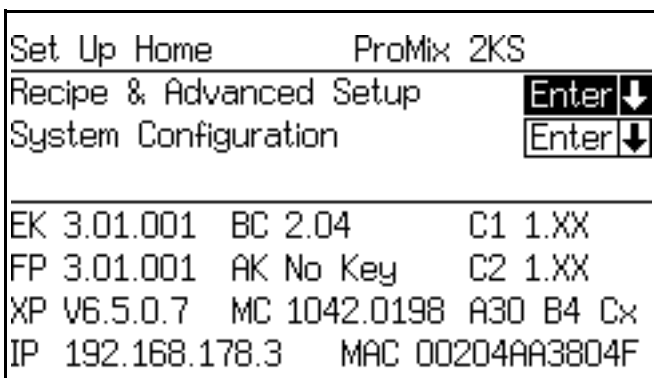 Set Up Home ProMix 2KS
Recipe & Advanced Setup Enter
System Configuration Enter
EK 3.01.001 BC 2.04 C1 1.XX
FP 3.01.001 AK No Key C2 1.XX
XP V6.5.0.7 MC 1042.0198 A30 B4 Cx
IP 192.168.178.3 MAC 00204AA3804F